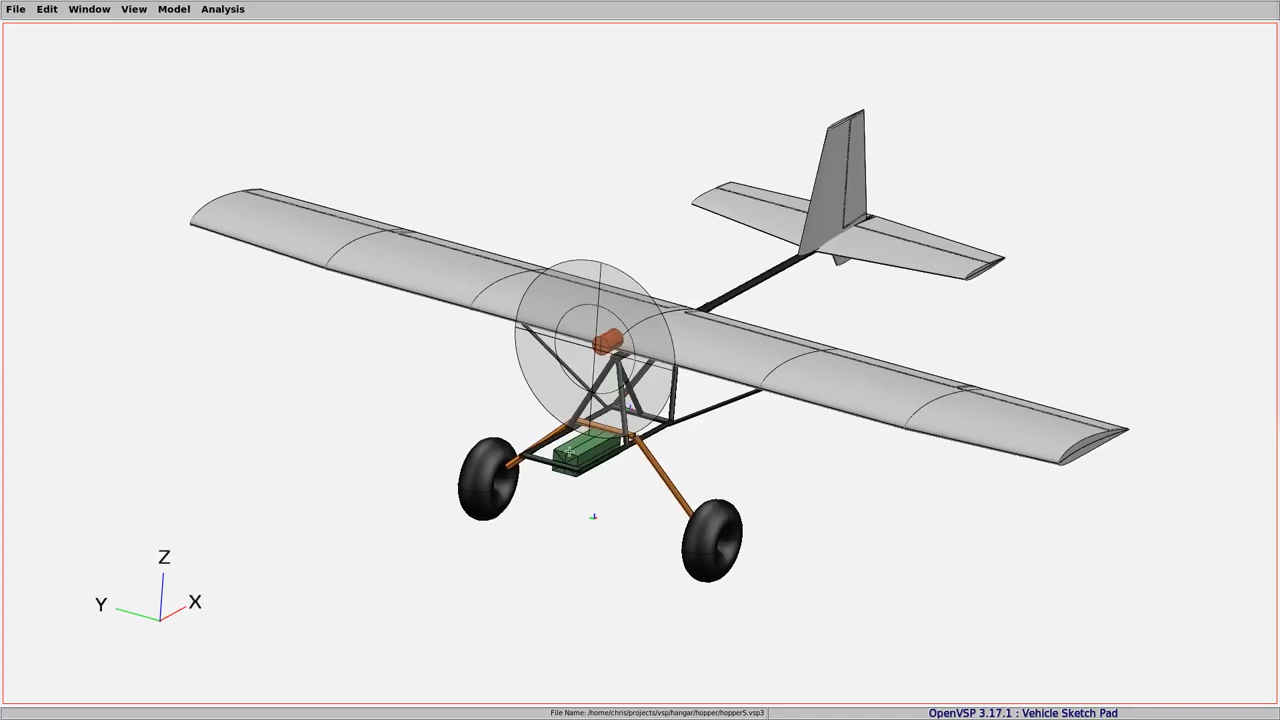 File Edit Window View Model Analysis
Z
Y
X
File Name: /home/chris/projects/vsp/hangar/hopper/hopper5.vsp3
OpenVSP 3.17.1 : Vehicle Sketch Pad